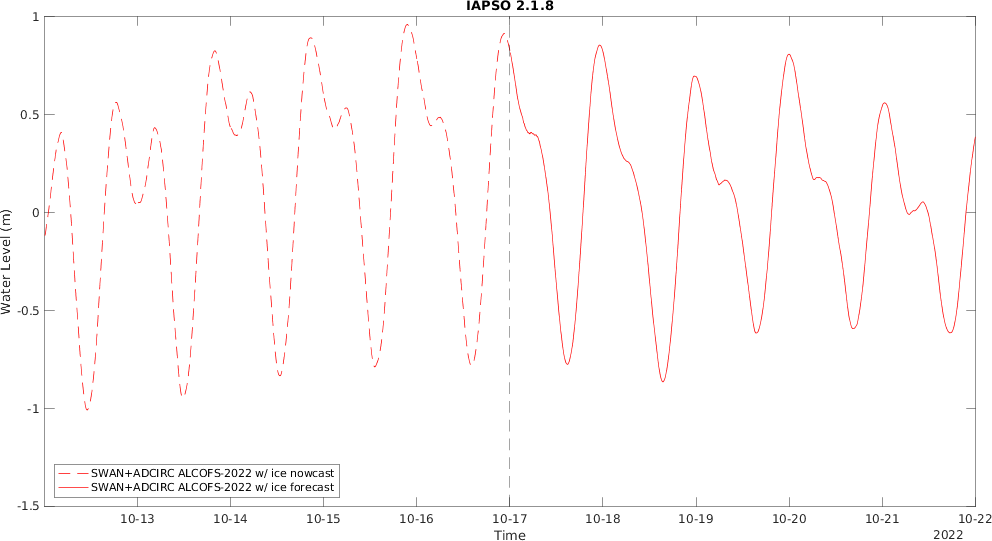 IAPSO 2.1.8
Water Level (m)
1
0.5
0
-0.5
-1
-1.5
SWAN+ADCIRC ALCOFS-2022 w/ ice nowcast
SWAN+ADCIRC ALCOFS-2022 w/ ice forecast
10-13 10-14 10-15 10-16 10-17 10-18 10-19 10-20 10-21 10-22
Time
2022